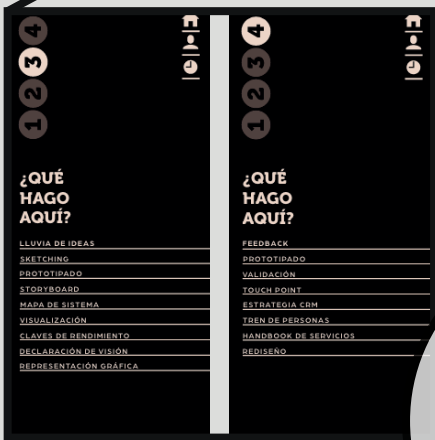 4
3
2
1
¿QUÉ
HAGO
AQUÍ?
LLUVIA DE IDEAS
SKETCHING
PROTOTIPADO
STORYBOARD
MAPA DE SISTEMA
VISUALIZACIÓN
CLAVES DE RENDIMIENTO
DECLARACIÓN DE VISIÓN
REPRESENTACIÓN GRÁFICA
4
3
2
1
¿QUÉ
HAGO
AQUÍ?
FEEDBACK
PROTOTIPADO
VALIDACIÓN
TOUCH POINT
ESTRATEGIA CRM
TREN DE PERSONAS
HANDBOOK DE SERVICIOS
REDISEÑO